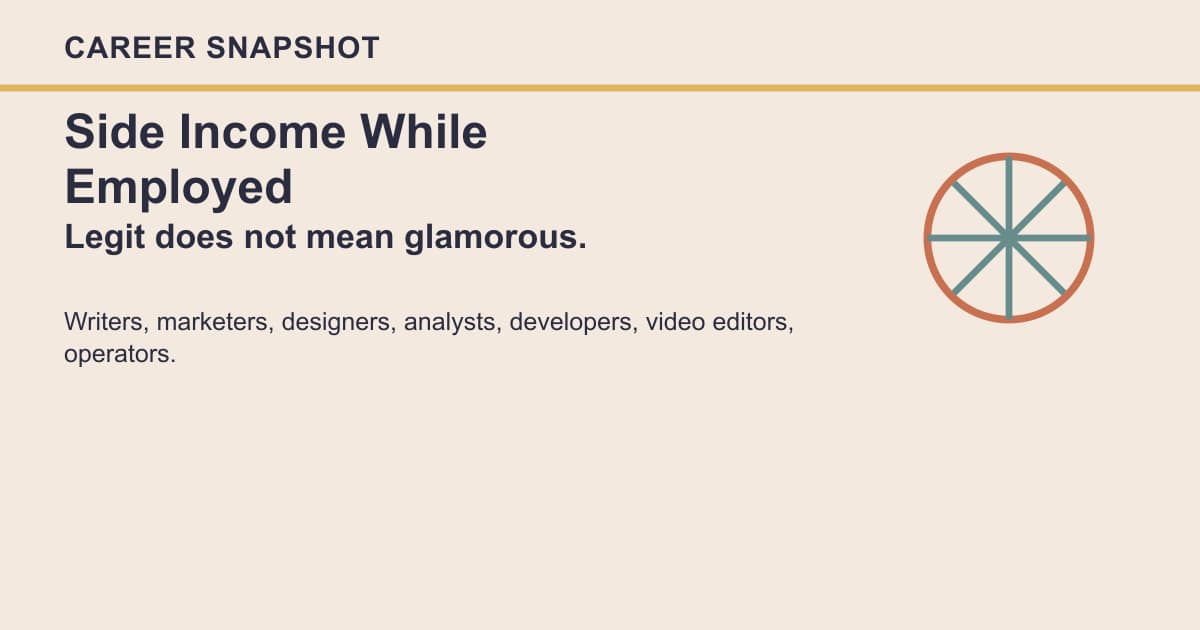 CAREER SNAPSHOT
Side Income While
Employed
Legit does not mean glamorous.
Writers, marketers, designers, analysts, developers, video editors,
operators.